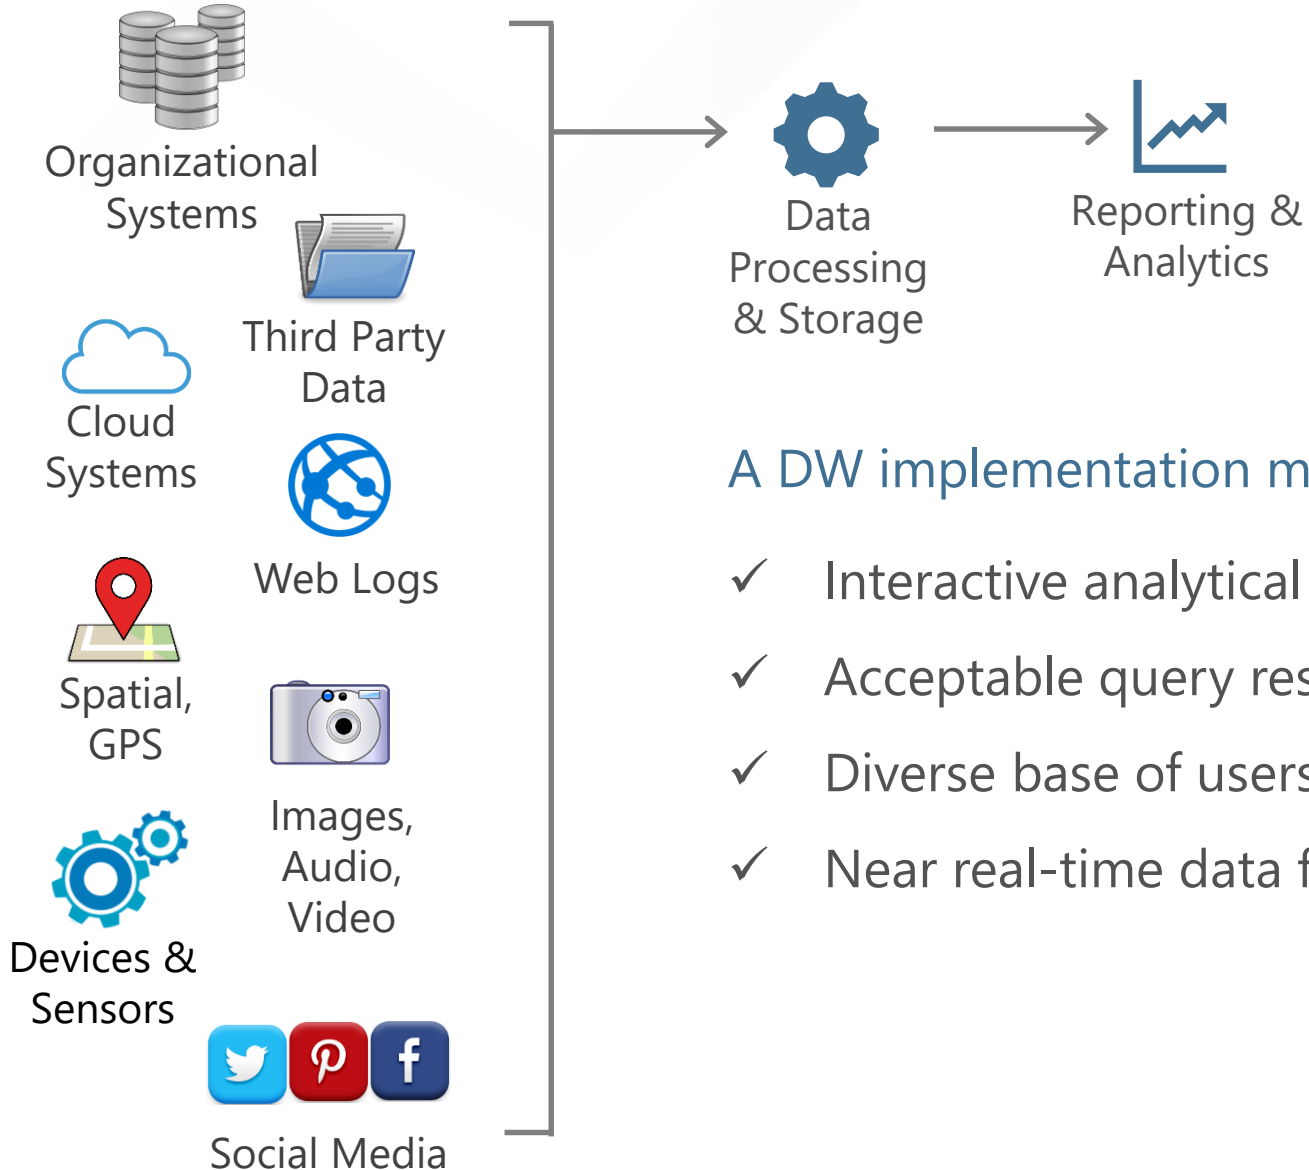 Organizational
Systems
Third Party
Data
Cloud
Systems
Web Logs
Spatial,
GPS
Images,
Audio,
Video
Devices &
Sensors
Social Media
Data
Processing
& Storage
Reporting &
Analytics
A DW implementation
✓ Interactive analytical
✓ Acceptable query
✓ Diverse base of users
✓ Near real-time data